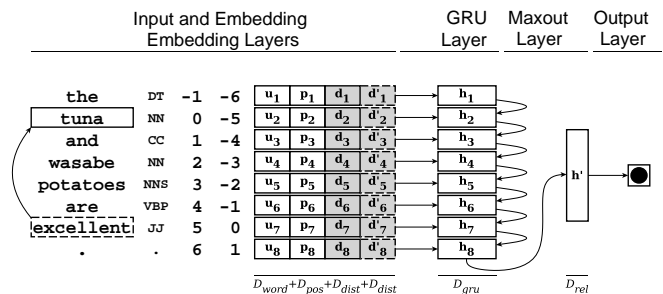 Input and Embedding GRU Maxout Output
Embedding Layers Layer Layer Layer
the DT -1 -6 u1 p1 d1 d'1 h1
tuna NN 0 -5 u2 p2 d2 d'2 h2
and CC 1 -4 u3 p3 d3 d'3 h3
wasabe NN 2 -3 u4 p4 d4 d'4 h4
potatoes NNS 3 -2 u5 p5 d5 d'5 h5 h'
are VBP 4 -1 u6 p6 d6 d'6 h6
excellent JJ 5 0 u7 p7 d7 d'7 h7
. . 6 1 u8 p8 d8 d'8 h8
Dword+Dpos+Ddist+Ddist Dgru Drel